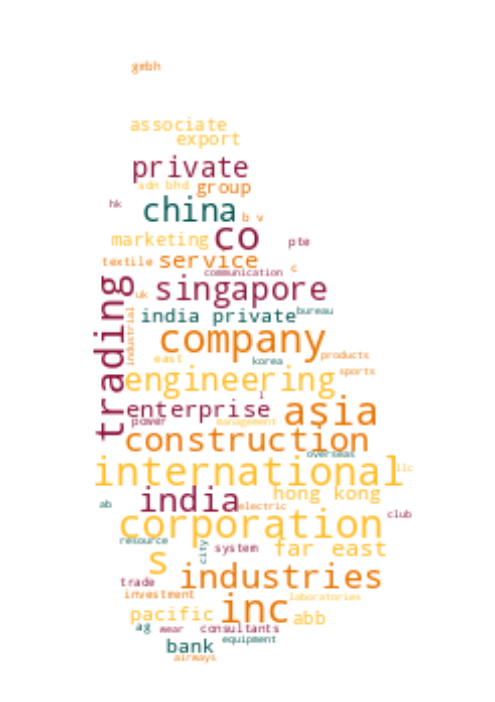 gmbh
associate
export
private
sdn bhd group
hk china b v
marketing co pte
textile service
communication c
trading uk singapore
industrial india private bureau
company
east korea products
engineering sports
l
enterprise asia
power management
construction
overseas
international llc
india hong kong
ab electric
corporation club
resource
s city system far east
trade industries
investment laboratories
pacific inc abb
ag wear consultants
bank equipment
airways